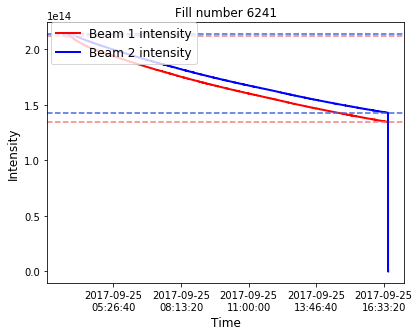 Fill number 6241
1e14
Beam 1 intensity
Beam 2 intensity
2.0
1.5
1.0
0.5
0.0
Intensity
2017-09-25 2017-09-25 2017-09-25 2017-09-25 2017-09-25
05:26:40 08:13:20 11:00:00 13:46:40 16:33:20
Time